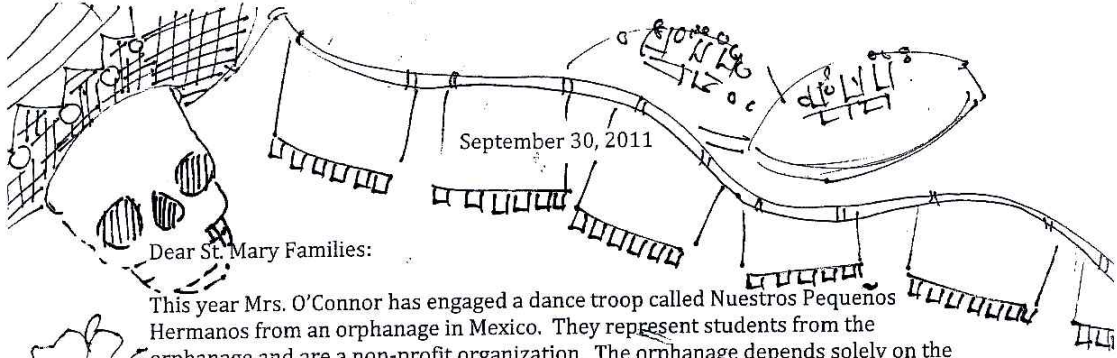 September 30, 2011
Dear St. Mary Families:
This year Mrs. O'Connor has engaged a dance troop called Nuestros Pequeños
Hermanos from an orphanage in Mexico. They represent students from the
orphanage and are a non-profit organization. The orphanage depends solely on the